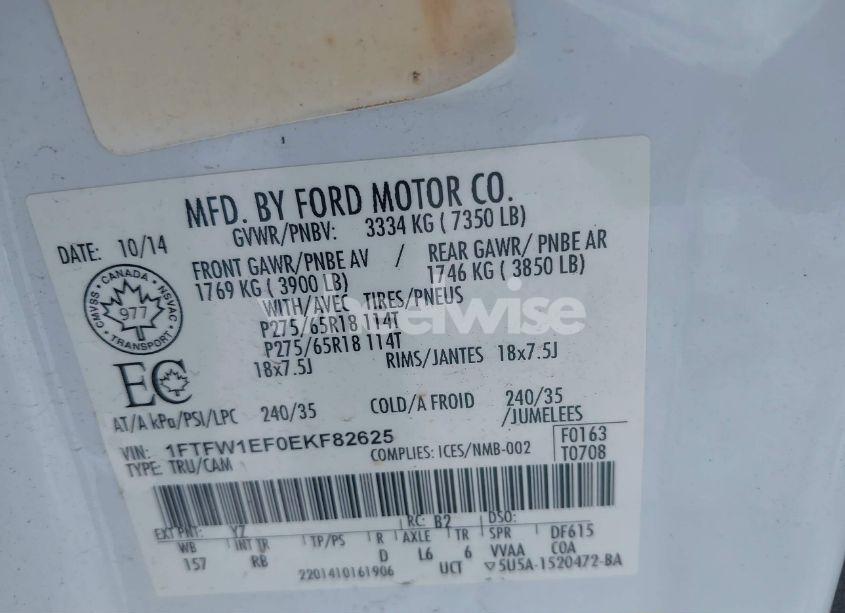 MFD. BY FORD MOTOR CO.
DATE: 10/14 GVWR/PNBV: 3334 KG ( 7350 LB)
FRONT GAWR/PNBE AV / REAR GAWR/ PNBE AR
1769 KG ( 3900 LB) 1746 KG ( 3850 LB)
WITH/AVEC TIRES/PNEUS
P275/65R18 114T
P275/65R18 114T
18x7.5J RIMS/JANTES 18x7.5J
CANADA
CMVSS NSVAC
977
TRANSPORT
EC
AT/A kPa/PSI/LPC 240/35 COLD/A FROID 240/35
/JUMELEES
VIN: 1FTFW1EF0EKF82625 F0163
TYPE: TRU/CAM COMPLIES: ICES/NMB-002 T0708
EXT PNT: YZ RC: B2 DSO:
WB INT TR TP/PS R AXLE TR SPR DF615
157 RB D L6 6 VVAA COA
2201410161906 UCT ▽5U5A-1520472-BA